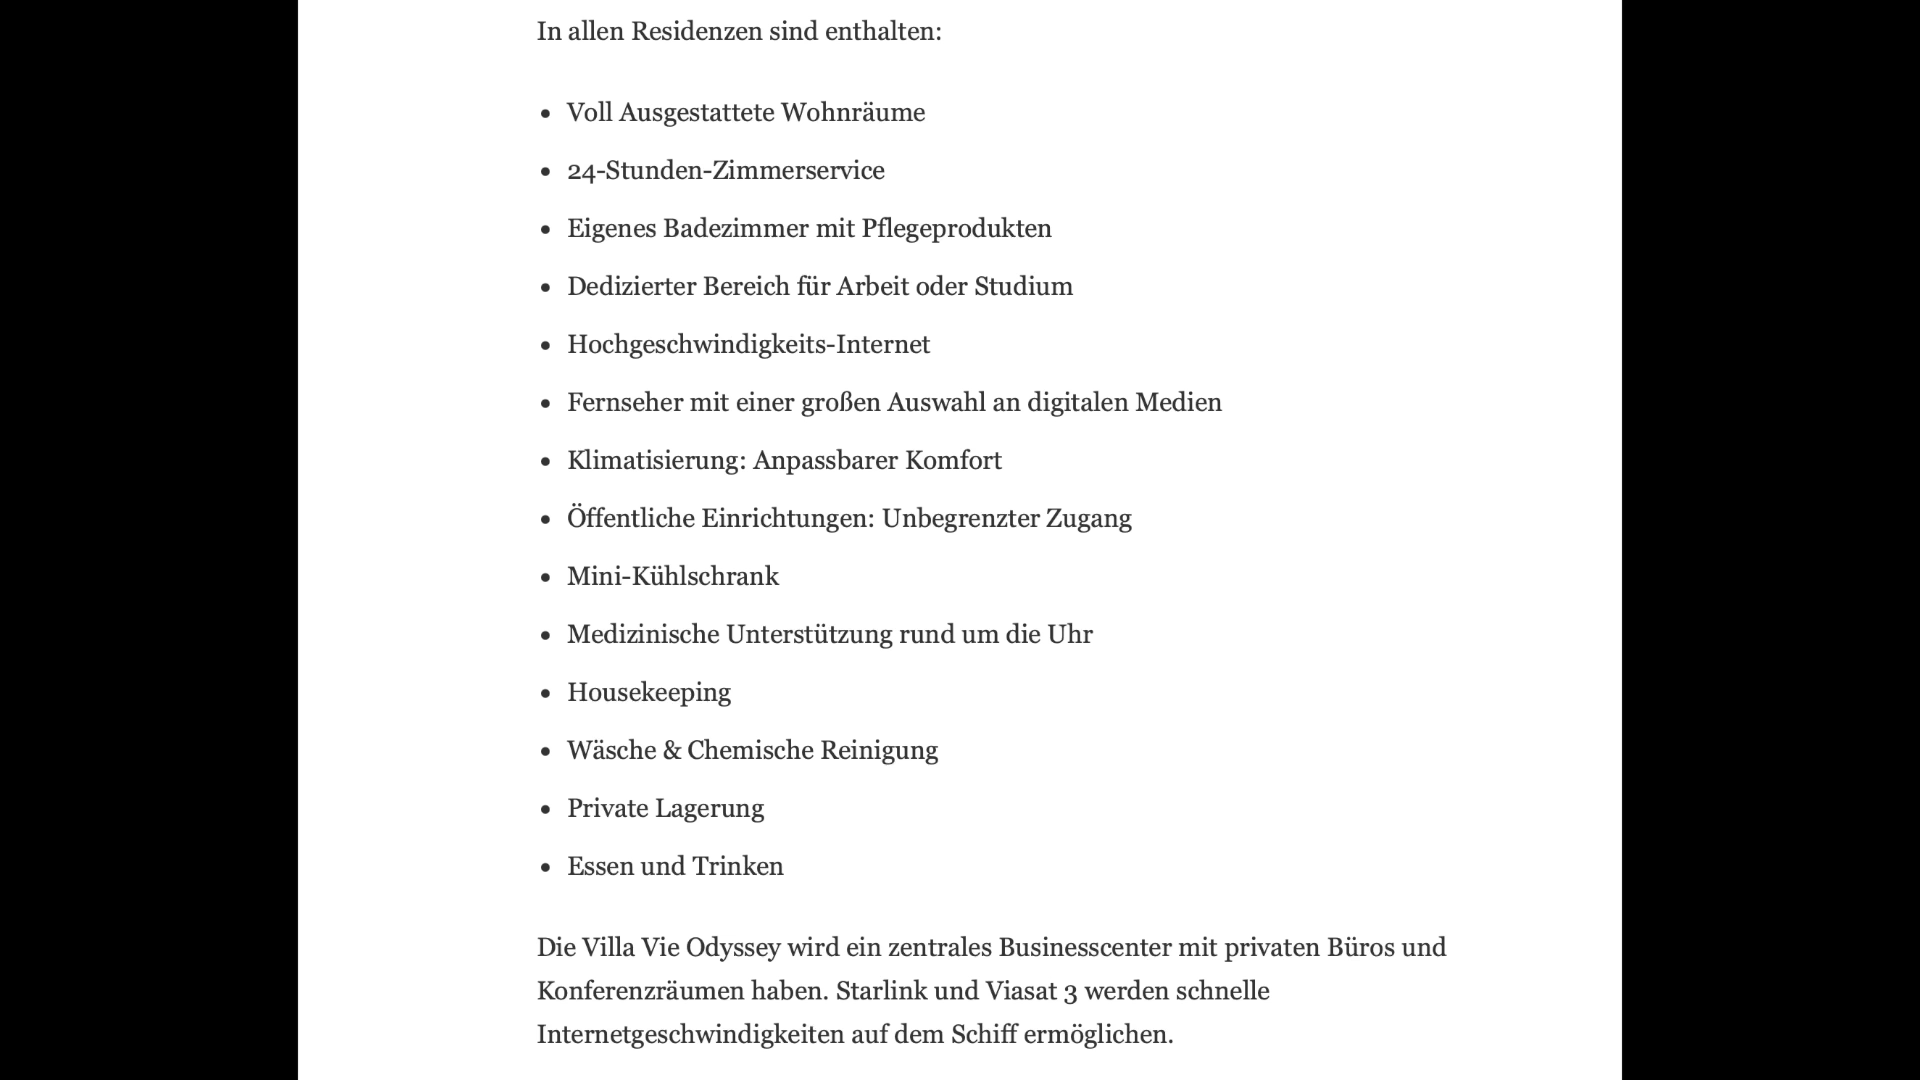 In allen Residenzen sind enthalten:
• Voll Ausgestattete Wohnräume
• 24-Stunden-Zimmerservice
• Eigenes Badezimmer mit Pflegeprodukten
• Dedizierter Bereich für Arbeit oder Studium
• Hochgeschwindigkeits-Internet
• Fernseher mit einer großen Auswahl an digitalen Medien
• Klimatisierung: Anpassbarer Komfort
• Öffentliche Einrichtungen: Unbegrenzter Zugang
• Mini-Kühlschrank
• Medizinische Unterstützung rund um die Uhr
• Housekeeping
• Wäsche & Chemische Reinigung
• Private Lagerung
• Essen und Trinken
Die Villa Vie Odyssey wird ein zentrales Businesscenter mit privaten Büros und
Konferenzräumen haben. Starlink und Viasat 3 werden schnelle
Internetgeschwindigkeiten auf dem Schiff ermöglichen.